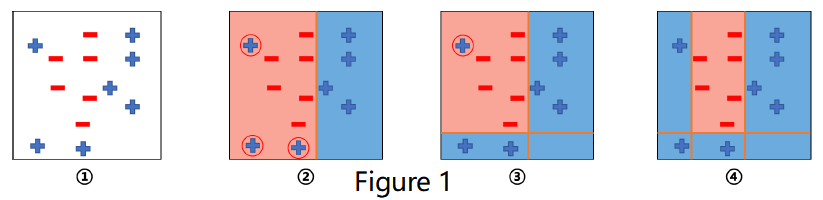 ① ② ③ ④
Figure 1